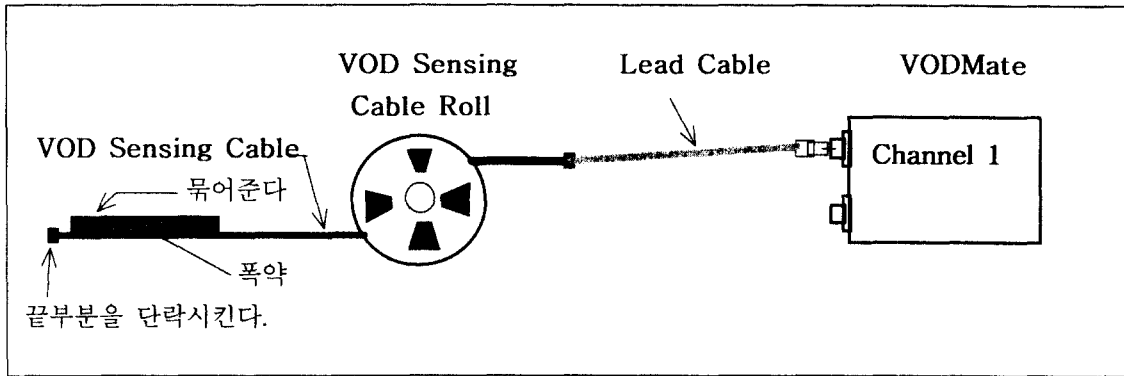 VOD Sensing
Cable Roll
Lead Cable
VODMate
VOD Sensing Cable
묶어준다
Channel 1
폭약
끝부분을 단락시킨다.